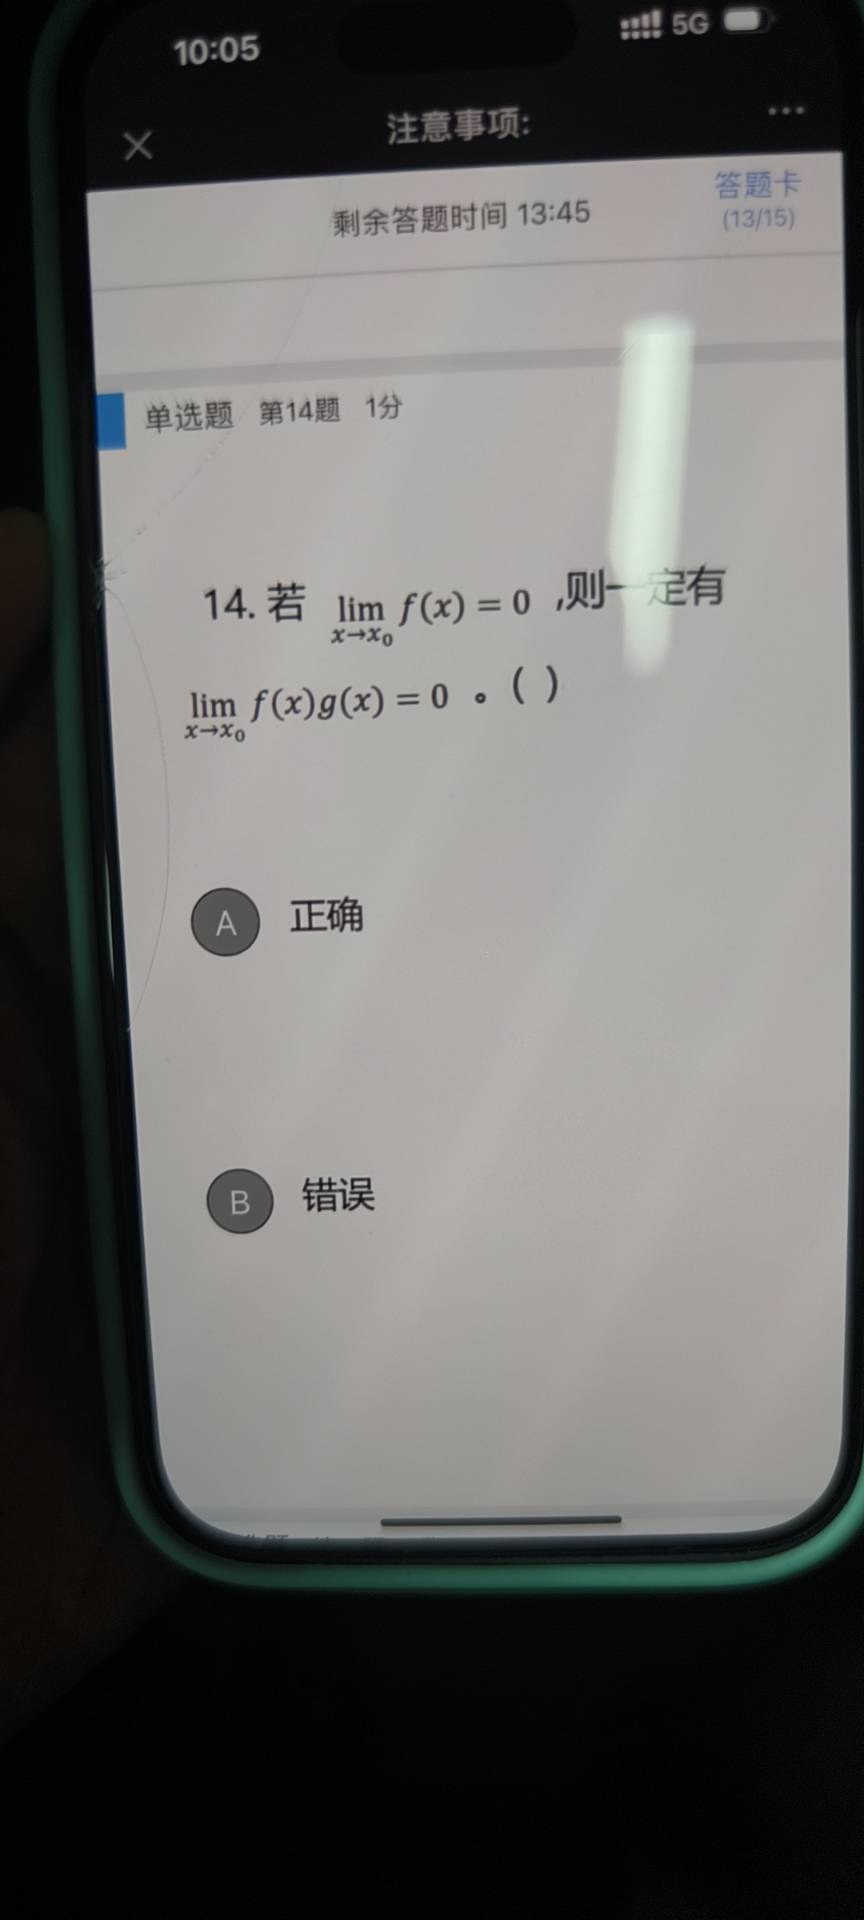 10:05
5G
注意事项:
答题卡
剩余答题时间 13:45
(13/15)
单选题 第14题 1分
14. 若 lim f(x) = 0 ,则一定有
x→x₀
lim f(x)g(x) = 0 。( )
x→x₀
A 正确
B 错误